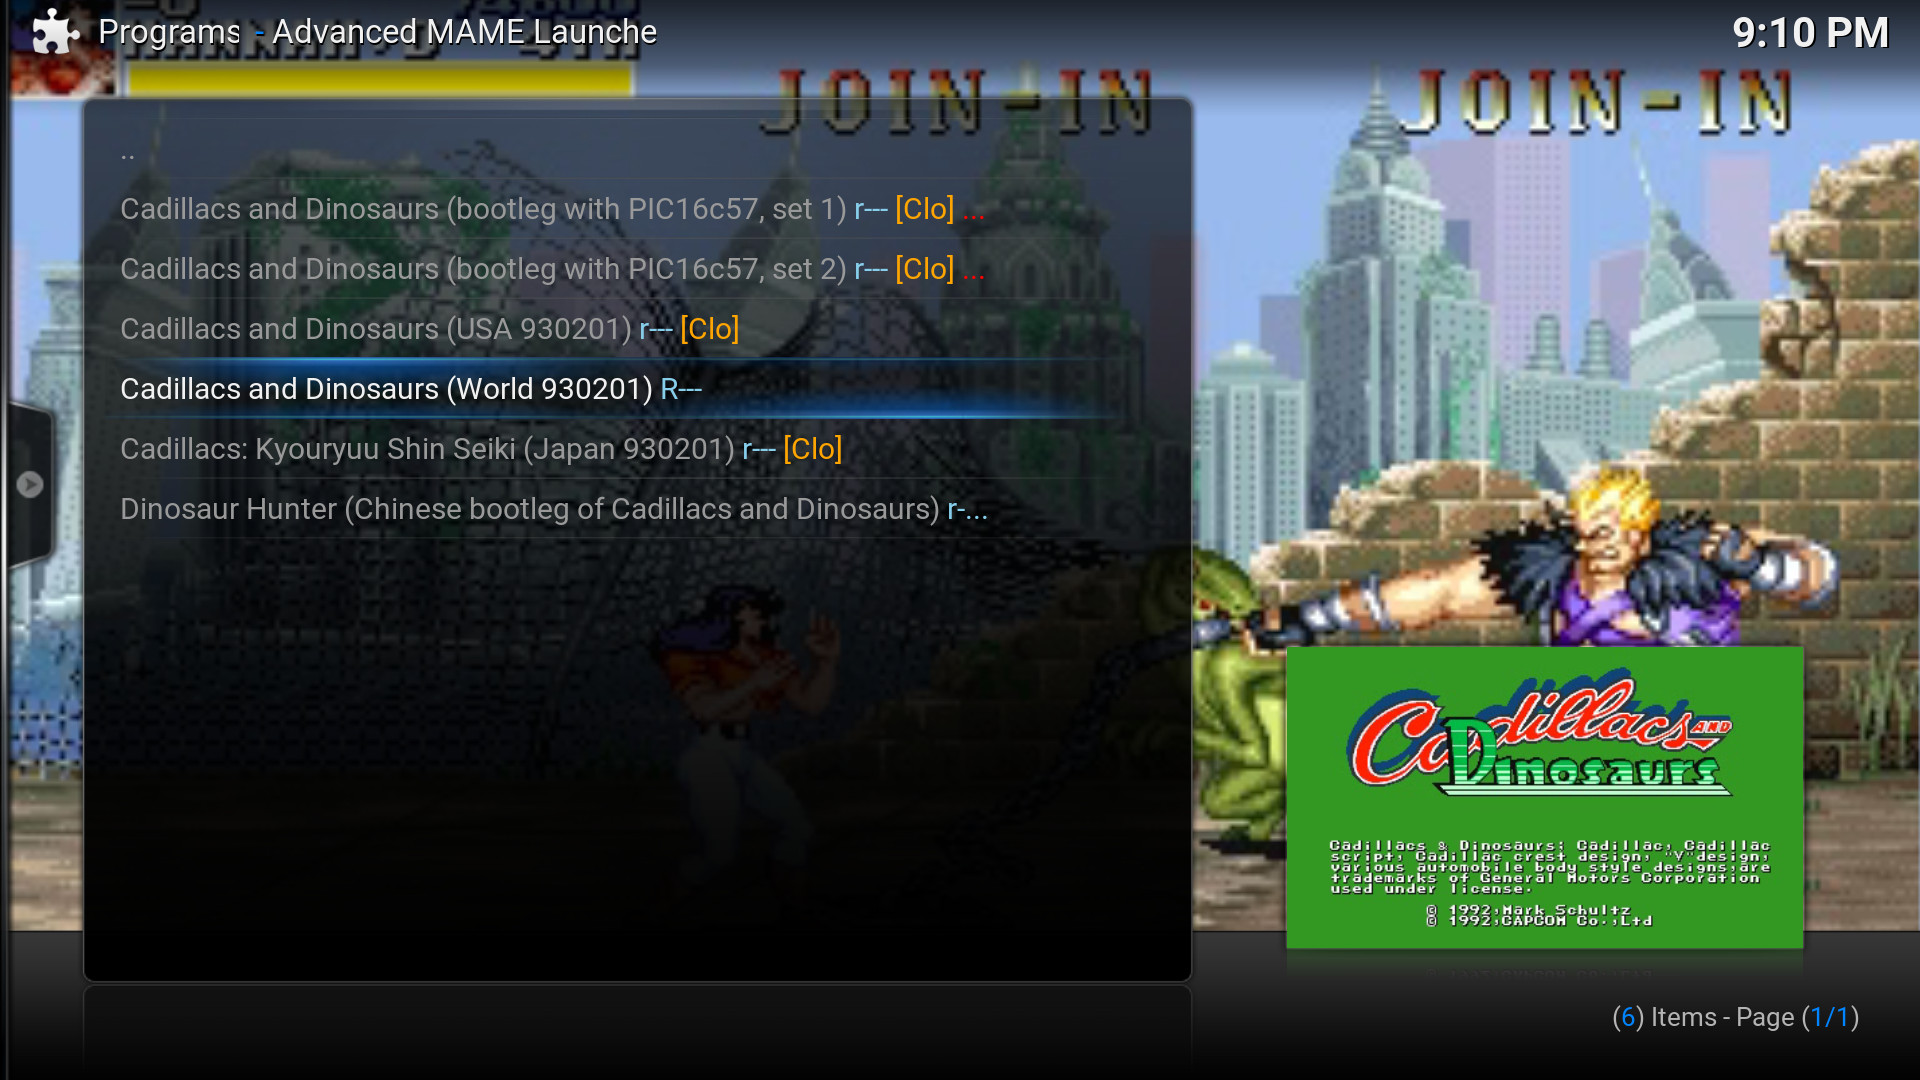 Programs - Advanced MAME Launche
9:10 PM
JOIN-IN JOIN-IN
..
Cadillacs and Dinosaurs (bootleg with PIC16c57, set 1) r--- [Clo] ...
Cadillacs and Dinosaurs (bootleg with PIC16c57, set 2) r--- [Clo] ...
Cadillacs and Dinosaurs (USA 930201) r--- [Clo]
Cadillacs and Dinosaurs (World 930201) R---
Cadillacs: Kyouryuu Shin Seiki (Japan 930201) r--- [Clo]
Dinosaur Hunter (Chinese bootleg of Cadillacs and Dinosaurs) r-...
Cadillacs AND
Dinosaurs
Cadillacs & Dinosaurs; Cadillac, Cadillac
script, Cadillac crest design, "V"design,
various automobile body style designs,are
trademarks of General Motors Corporation
used under license.
© 1992,Mark Schultz
© 1992,CAPCOM Co.,Ltd
(6) Items - Page (1/1)